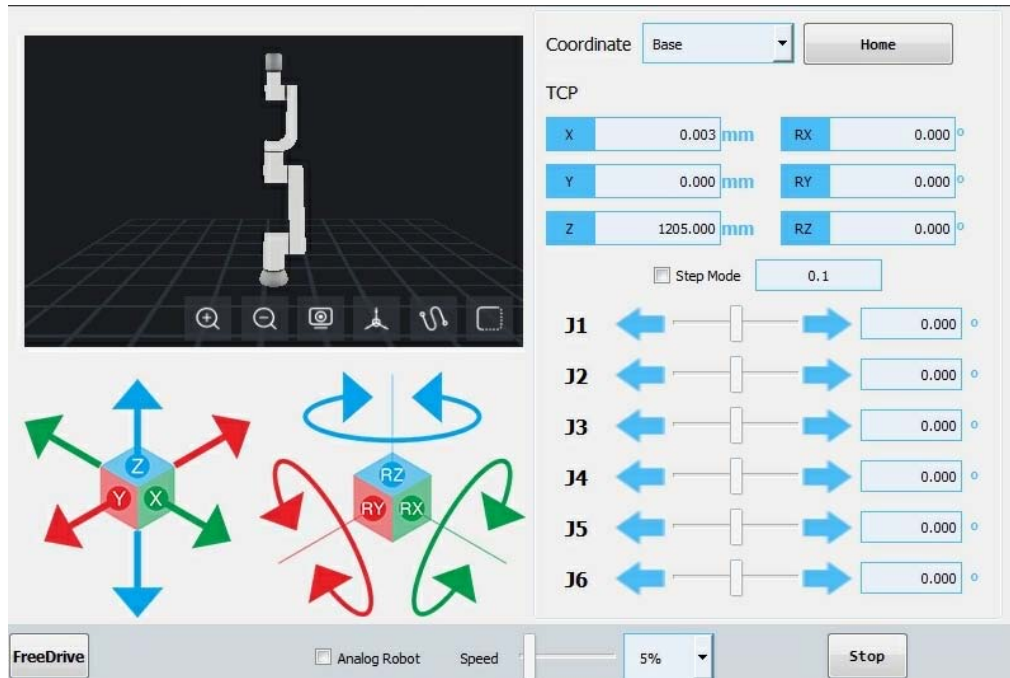 Coordinate Base Home
TCP
X 0.003 mm RX 0.000 °
Y 0.000 mm RY 0.000 °
Z 1205.000 mm RZ 0.000 °
Step Mode 0.1
J1 0.000 °
J2 0.000 °
J3 0.000 °
J4 0.000 °
J5 0.000 °
J6 0.000 °
Z
Y X
RZ
RY RX
FreeDrive Analog Robot Speed 5% Stop